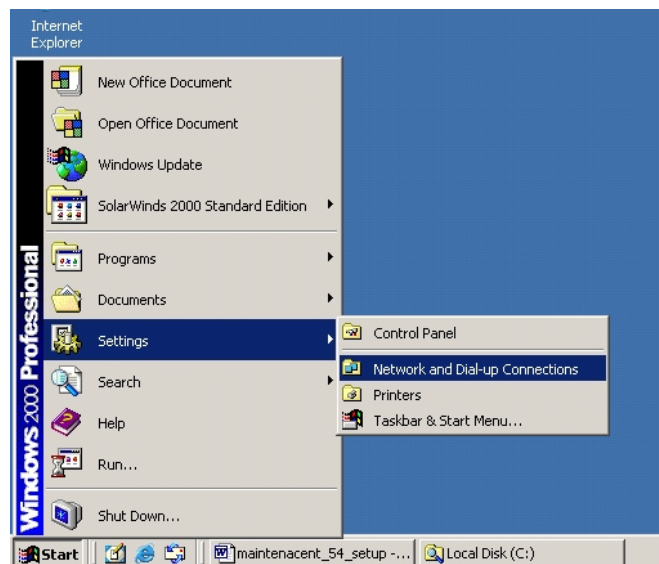 Internet
Explorer
New Office Document
Open Office Document
Windows Update
SolarWinds 2000 Standard Edition
Programs
Documents
Settings
Search
Help
Run...
Shut Down...
Windows 2000 Professional
Control Panel
Network and Dial-up Connections
Printers
Taskbar & Start Menu...
Start
maintenacent_54_setup -...
Local Disk (C:)